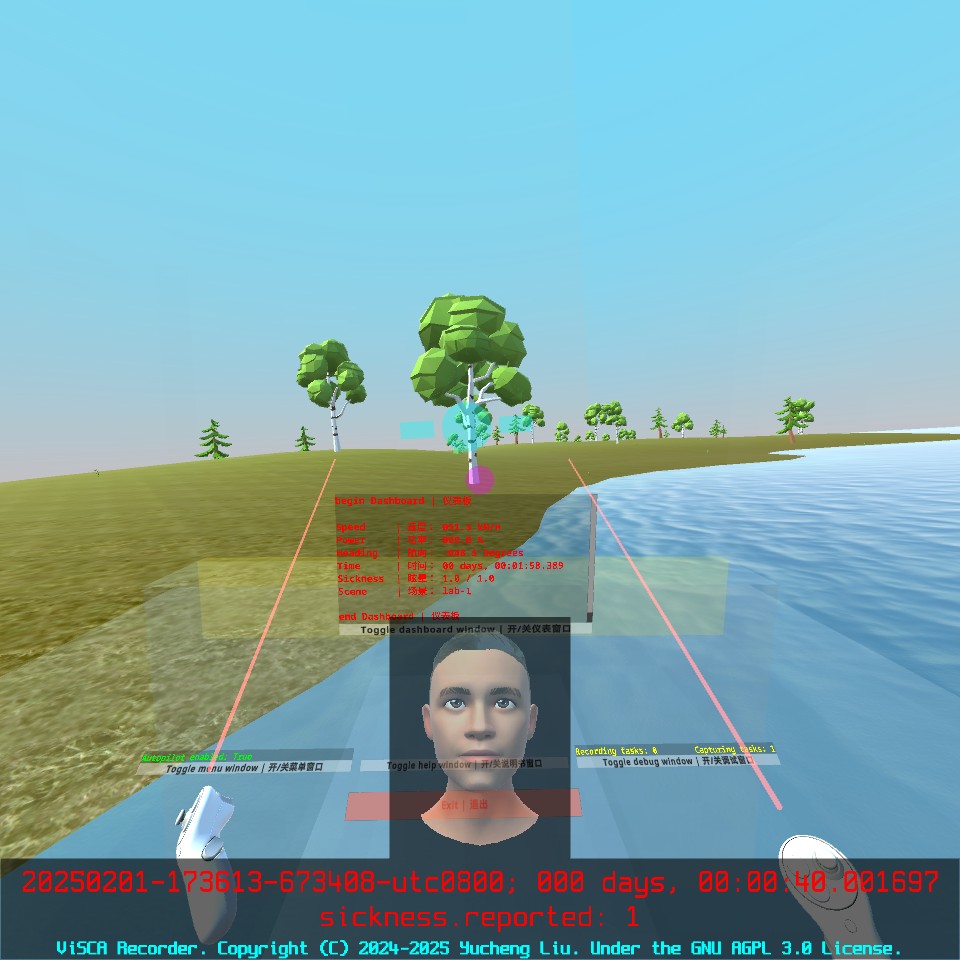 begin Dashboard | 仪表板
Speed | 速度:
Power | 功率:
Heading | 朝向: degrees
Time | 时间: 00 days, 00:01:58.389
Sickness | 眩晕: 1.0 / 1.0
Scene | 场景: lab-1
end Dashboard | 仪表板
Toggle dashboard window | 开/关仪表窗口
Autopilot enabled: True
Toggle menu window | 开/关菜单窗口
Toggle help window | 开/关说明书窗口
Recording tasks: 0 Capturing tasks: 1
Toggle debug window | 开/关调试窗口
Exit | 退出
20250201-173613-673408-utc0800; 000 days, 00:00:40.001697
sickness.reported: 1
ViSCA Recorder. Copyright (C) 2024-2025 Yucheng Liu. Under the GNU AGPL 3.0 License.